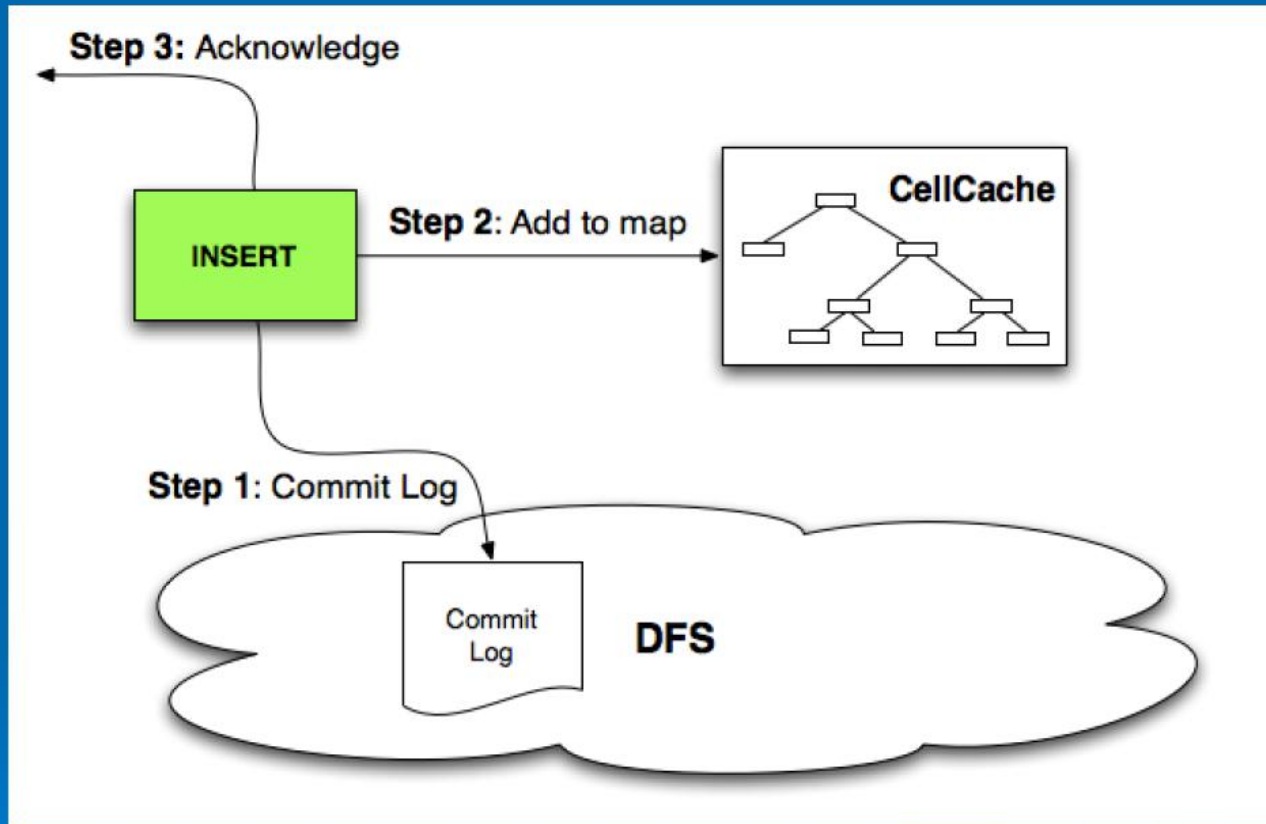 Step 3: Acknowledge
CellCache
Step 2: Add to map
INSERT
Step 1: Commit Log
Commit
Log
DFS